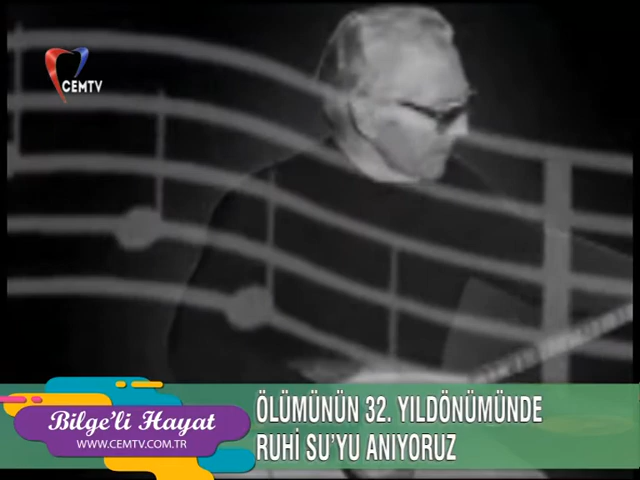 CEMTV
ÖLÜMÜNÜN 32. YILDÖNÜMÜNDE
RUHİ SU'YU ANIYORUZ
Bilge'li Hayat
WWW.CEMTV.COM.TR